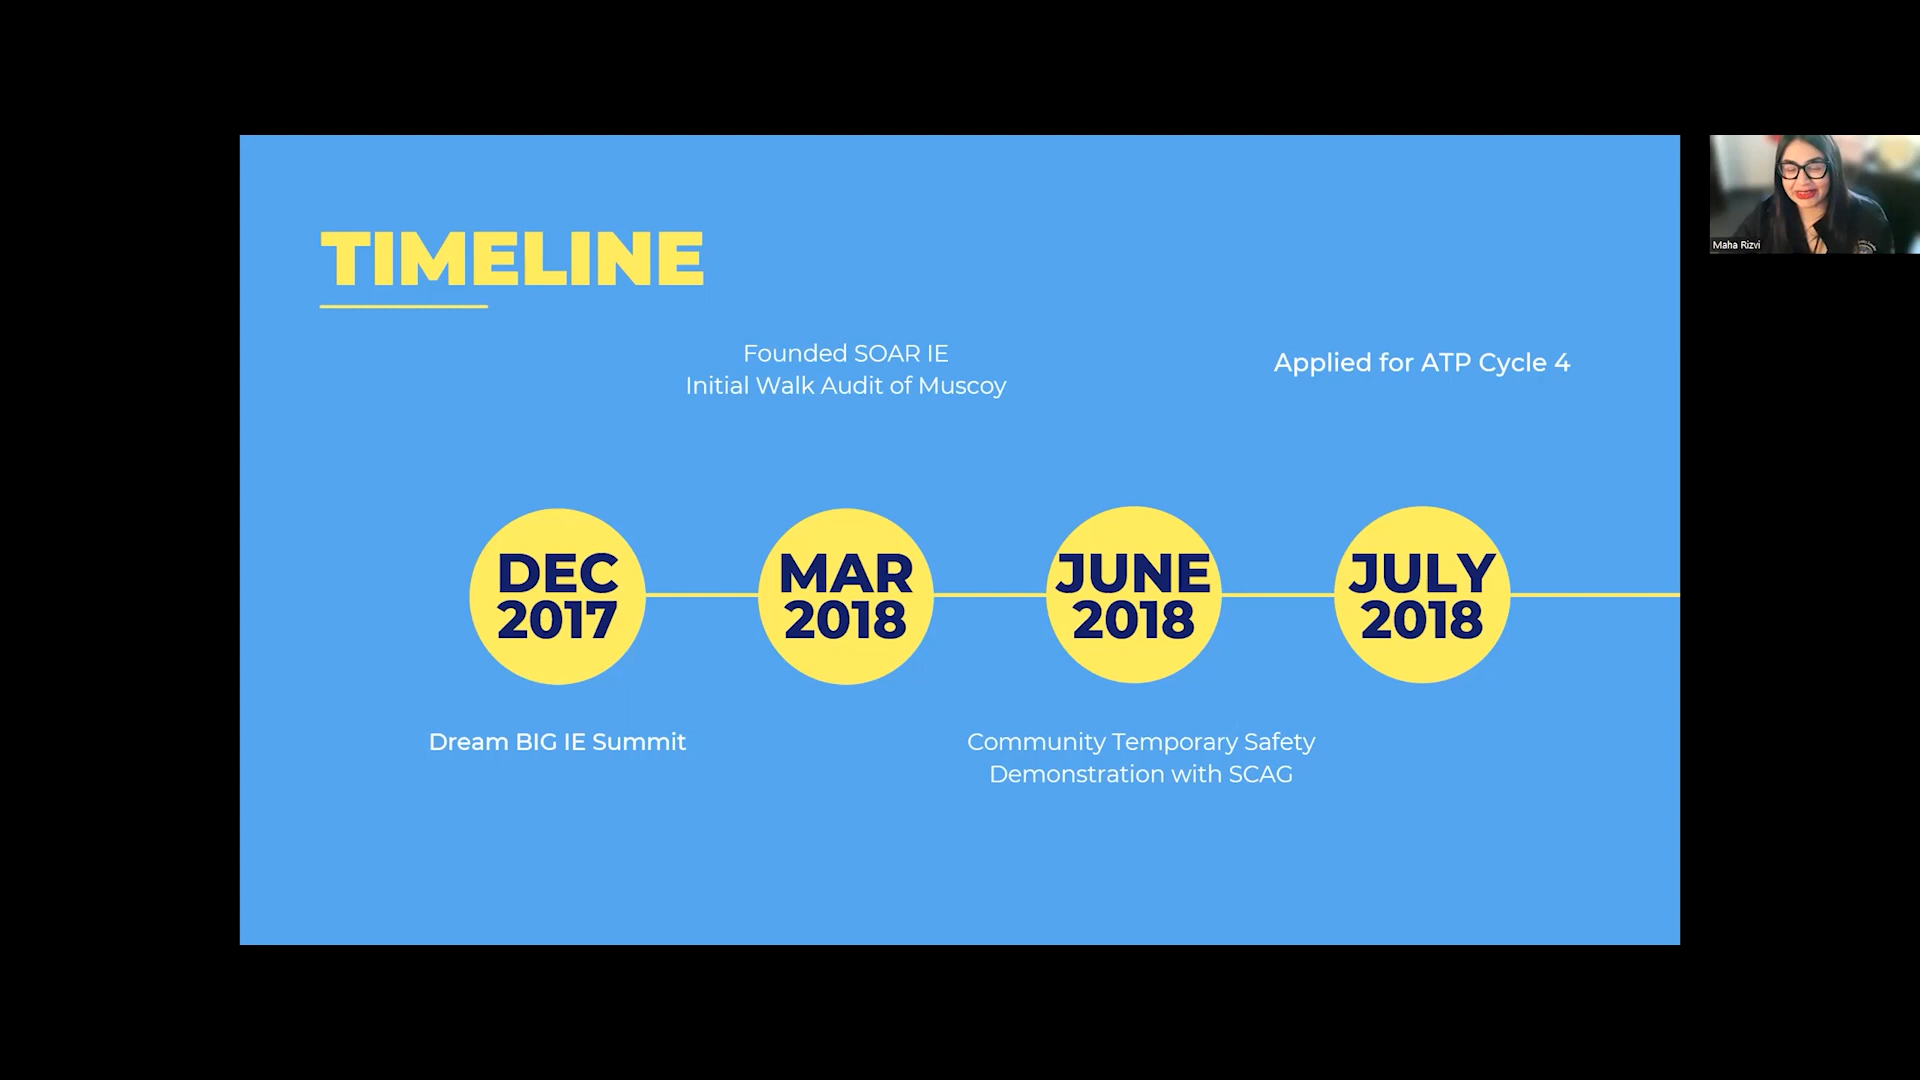 TIMELINE
Founded SOAR IE
Initial Walk Audit of Muscoy
Applied for ATP Cycle 4
DEC
2017
MAR
2018
JUNE
2018
JULY
2018
Dream BIG IE Summit
Community Temporary Safety
Demonstration with SCAG
Maha Rizvi